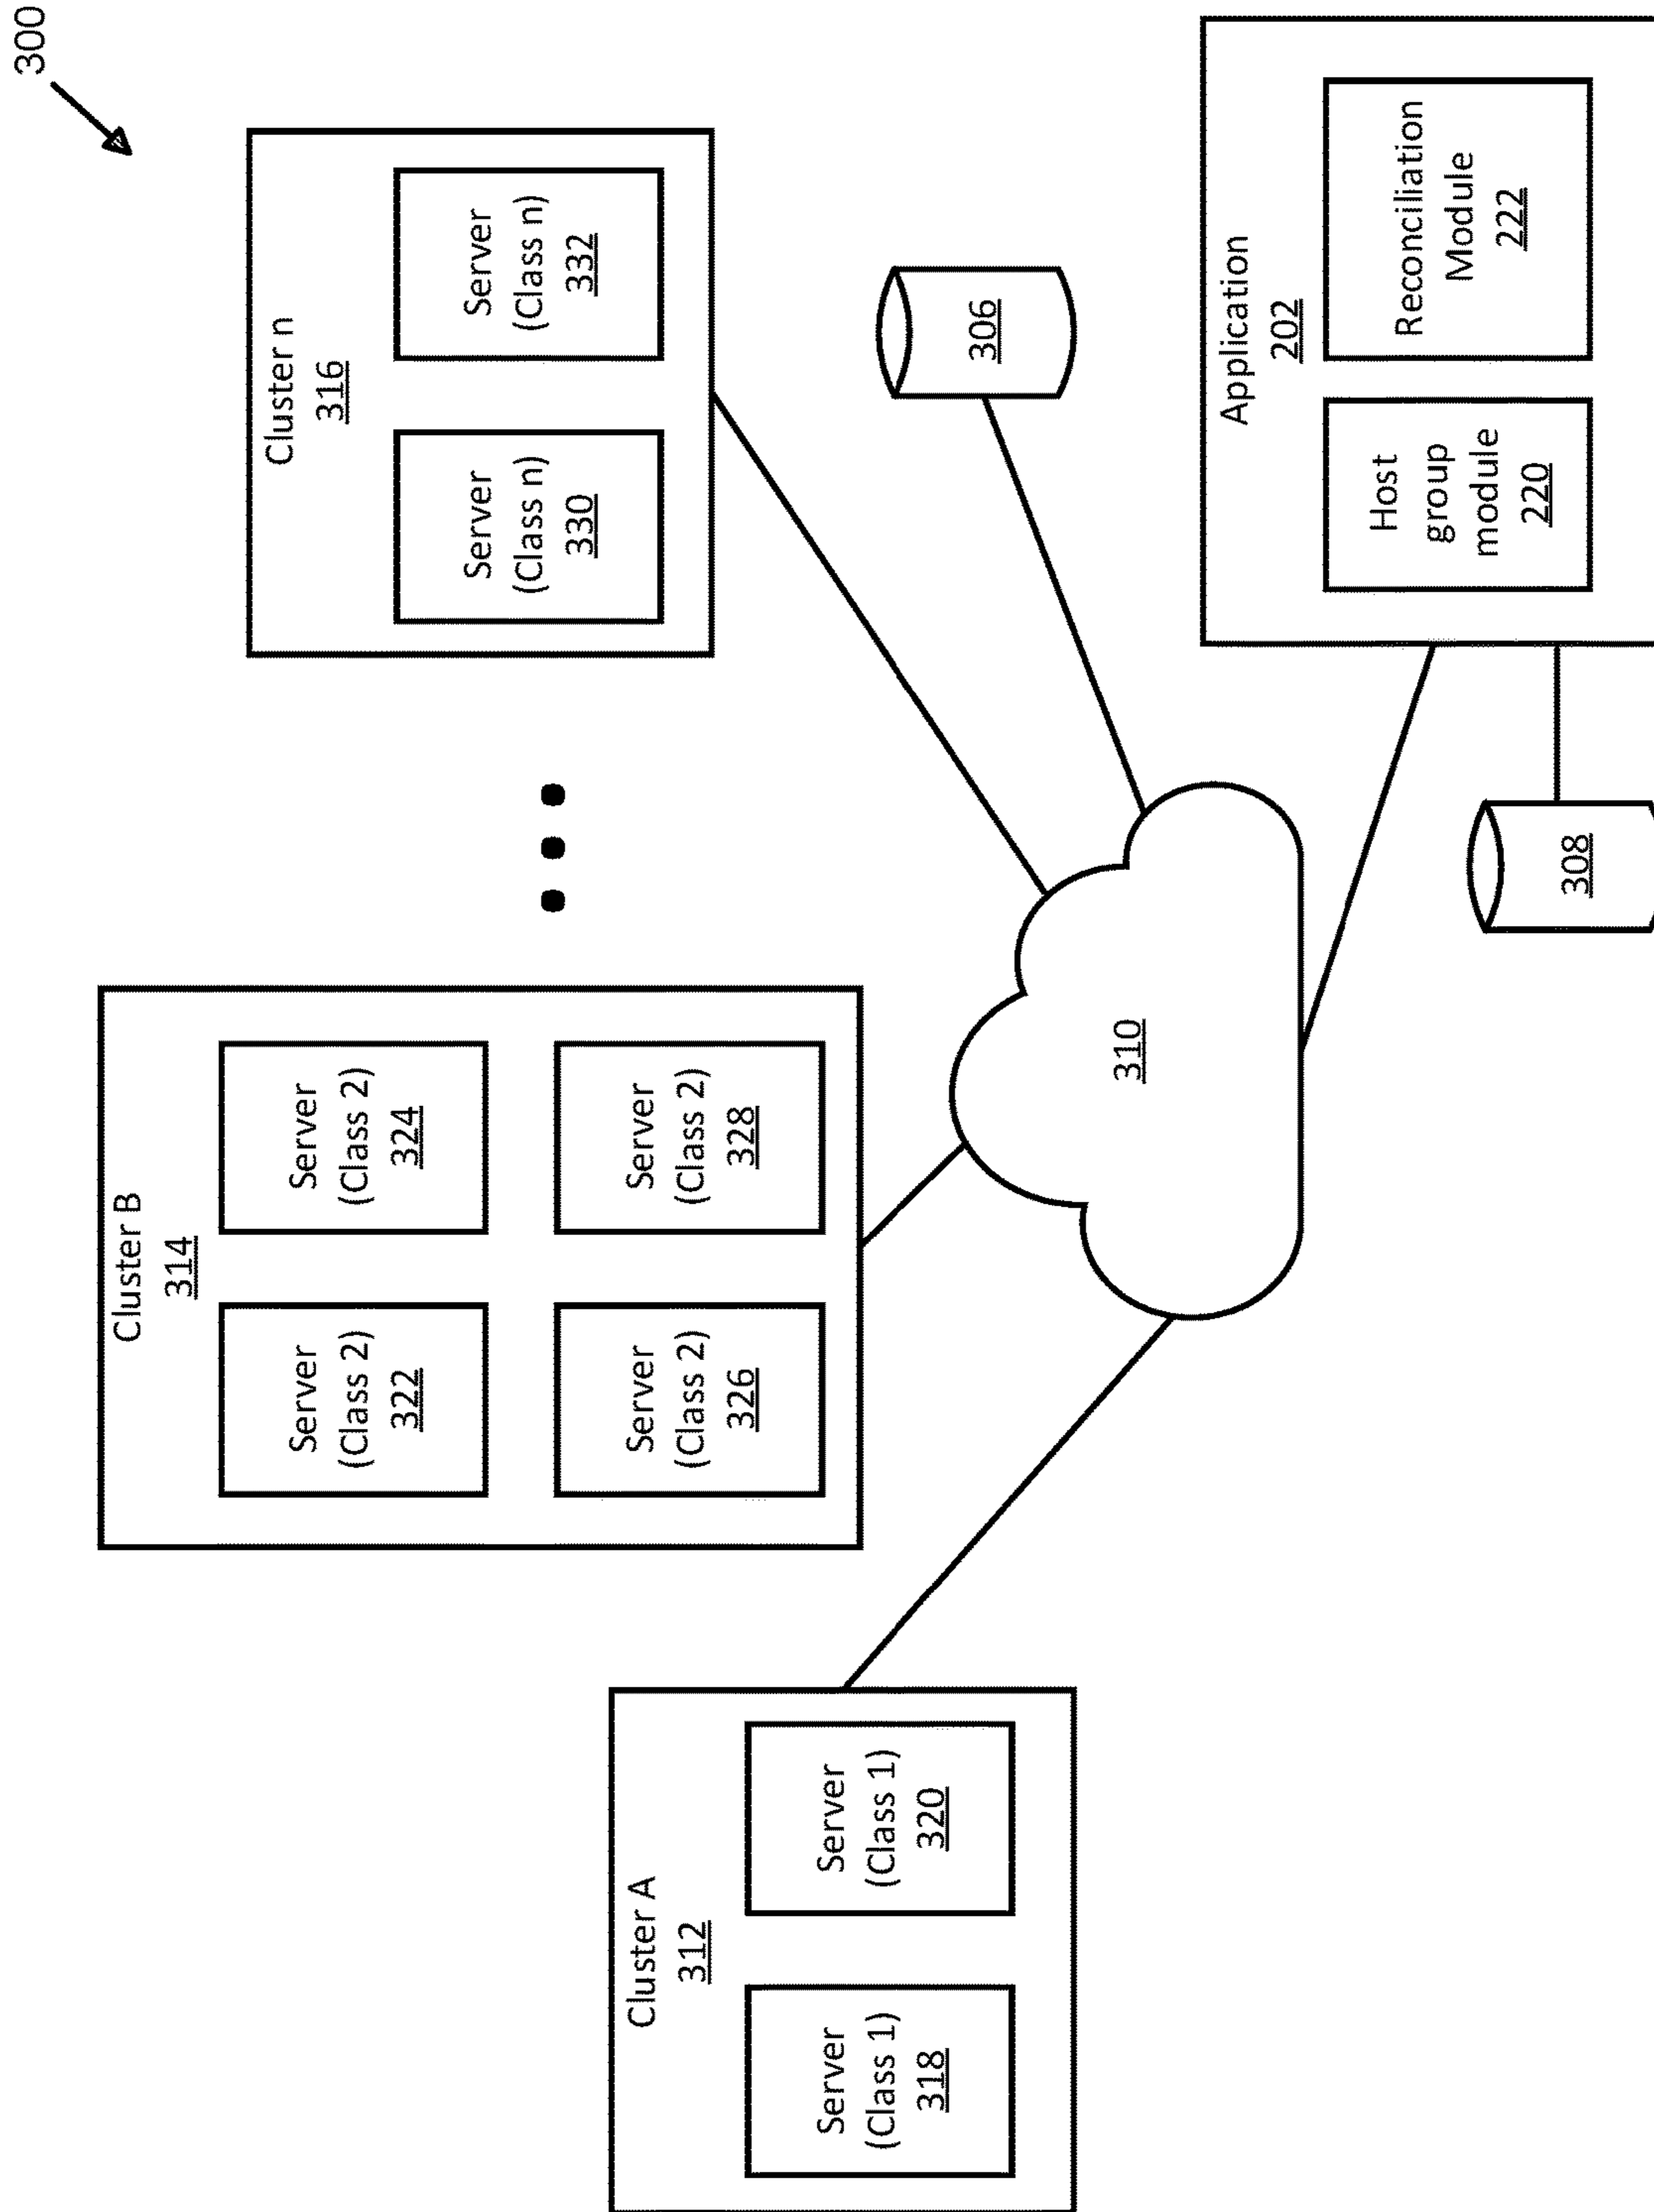 300
Cluster A
312
Server
(Class 1)
318
Server
(Class 1)
320
Cluster B
314
Server
(Class 2)
322
Server
(Class 2)
324
Server
(Class 2)
326
Server
(Class 2)
328
Cluster n
316
Server
(Class n)
330
Server
(Class n)
332
310
306
308
Application
202
Host
group
module
220
Reconciliation
Module
222